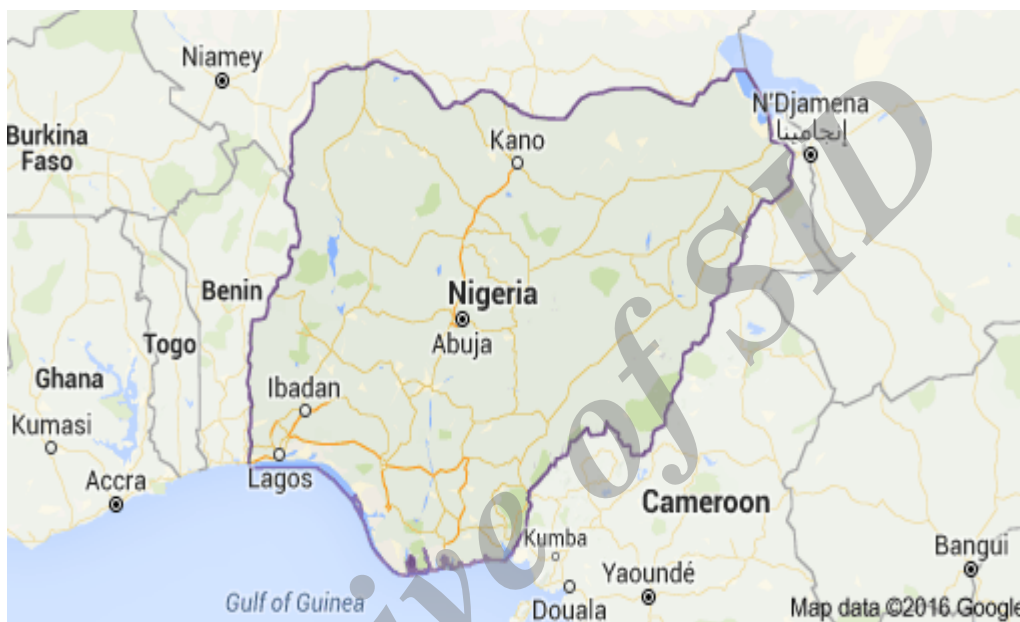 Niamey
N'Djamena
إنجامينا
Burkina
Faso
Kano
Benin
Nigeria
Abuja
Togo
Ghana
Ibadan
Kumasi
Lagos
Accra
Cameroon
Kumba
Bangui
Yaoundé
Douala
Gulf of Guinea
Map data ©2016 Google
ive of SID